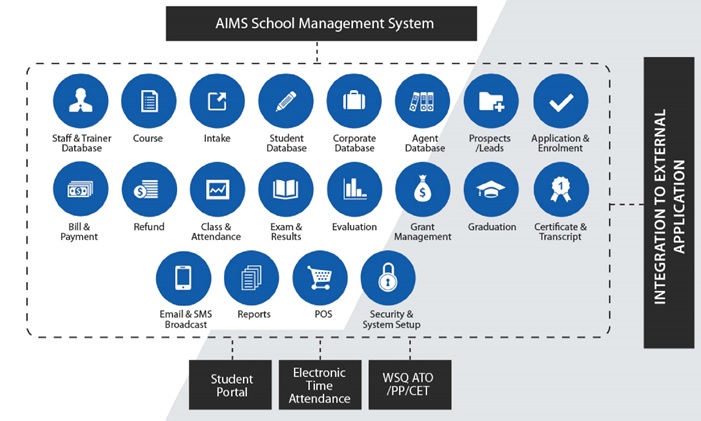 AIMS School Management System
Staff & Trainer
Database
Course
Intake
Student
Database
Corporate
Database
Agent
Database
Prospects
/Leads
Application &
Enrolment
Bill &
Payment
Refund
Class &
Attendance
Exam &
Results
Evaluation
Grant
Management
Graduation
Certificate &
Transcript
Email & SMS
Broadcast
Reports
POS
Security &
System Setup
INTEGRATION TO EXTERNAL
APPLICATION
Student
Portal
Electronic
Time
Attendance
WSQ ATO
/PP/CET